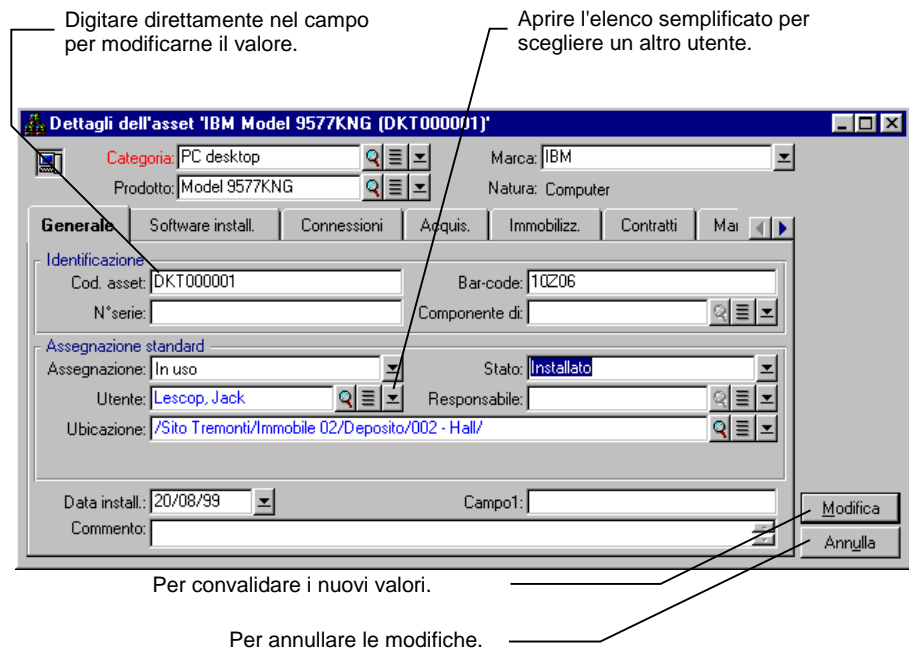 Digitare direttamente nel campo
per modificarne il valore.
Aprire l'elenco semplificato per
scegliere un altro utente.
Dettagli dell'asset 'IBM Model 9577KNG (DKT000001)'
Categoria: PC desktop
Marca: IBM
Prodotto: Model 9577KNG
Natura: Computer
Generale Software install. Connessioni Acquis. Immobilizz. Contratti
Identificazione
Cod. asset: DKT000001
Bar-code: 10Z06
N°serie:
Componente di:
Assegnazione standard
Assegnazione: In uso
Stato: Installato
Utente: Lescop, Jack
Responsabile:
Ubicazione: /Sito Tremonti/Immobile 02/Deposito/002 - Hall/
Data install.: 20/08/99
Campo1:
Commento:
Modifica
Annulla
Per convalidare i nuovi valori.
Per annullare le modifiche.